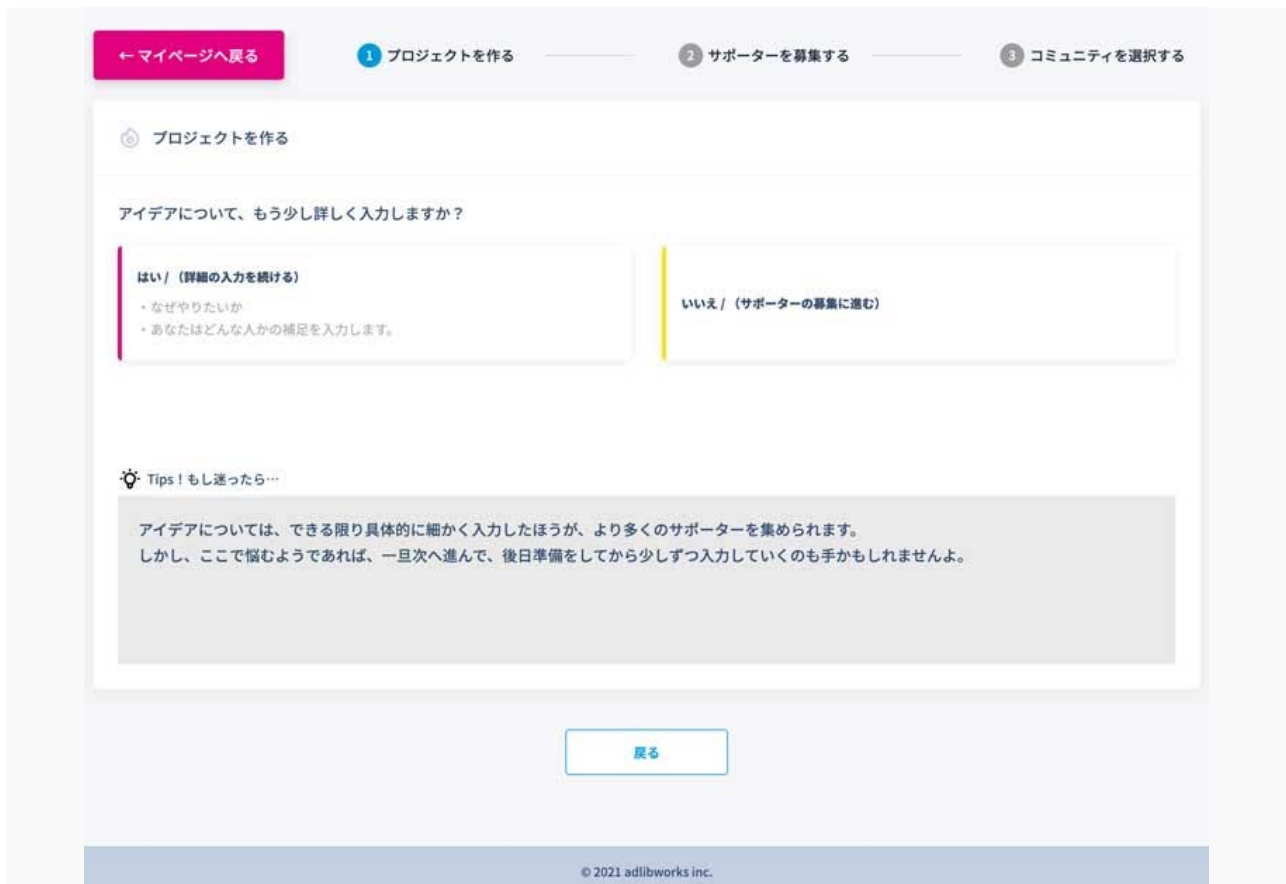 ← マイページへ戻る
1 プロジェクトを作る
2 サポーターを募集する
3 コミュニティを選択する
プロジェクトを作る
アイデアについて、もう少し詳しく入力しますか？
はい / （詳細の入力を続ける）
・なぜやりたいか
・あなたはどんな人かの補足を入力します。
いいえ / （サポーターの募集に進む）
Tips ! もし迷ったら…
アイデアについては、できる限り具体的に細かく入力したほうが、より多くのサポーターを集められます。
しかし、ここで悩むようであれば、一旦次へ進んで、後日準備をしてから少しずつ入力していくのも手かもしれませんよ。
戻る
© 2021 adlibworks inc.